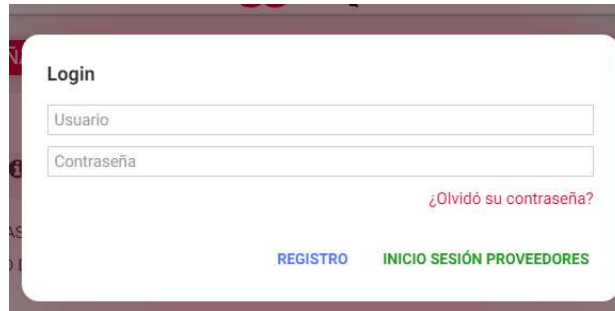 Login
Usuario
Contraseña
¿Olvidó su contraseña?
REGISTRO INICIO SESIÓN PROVEEDORES